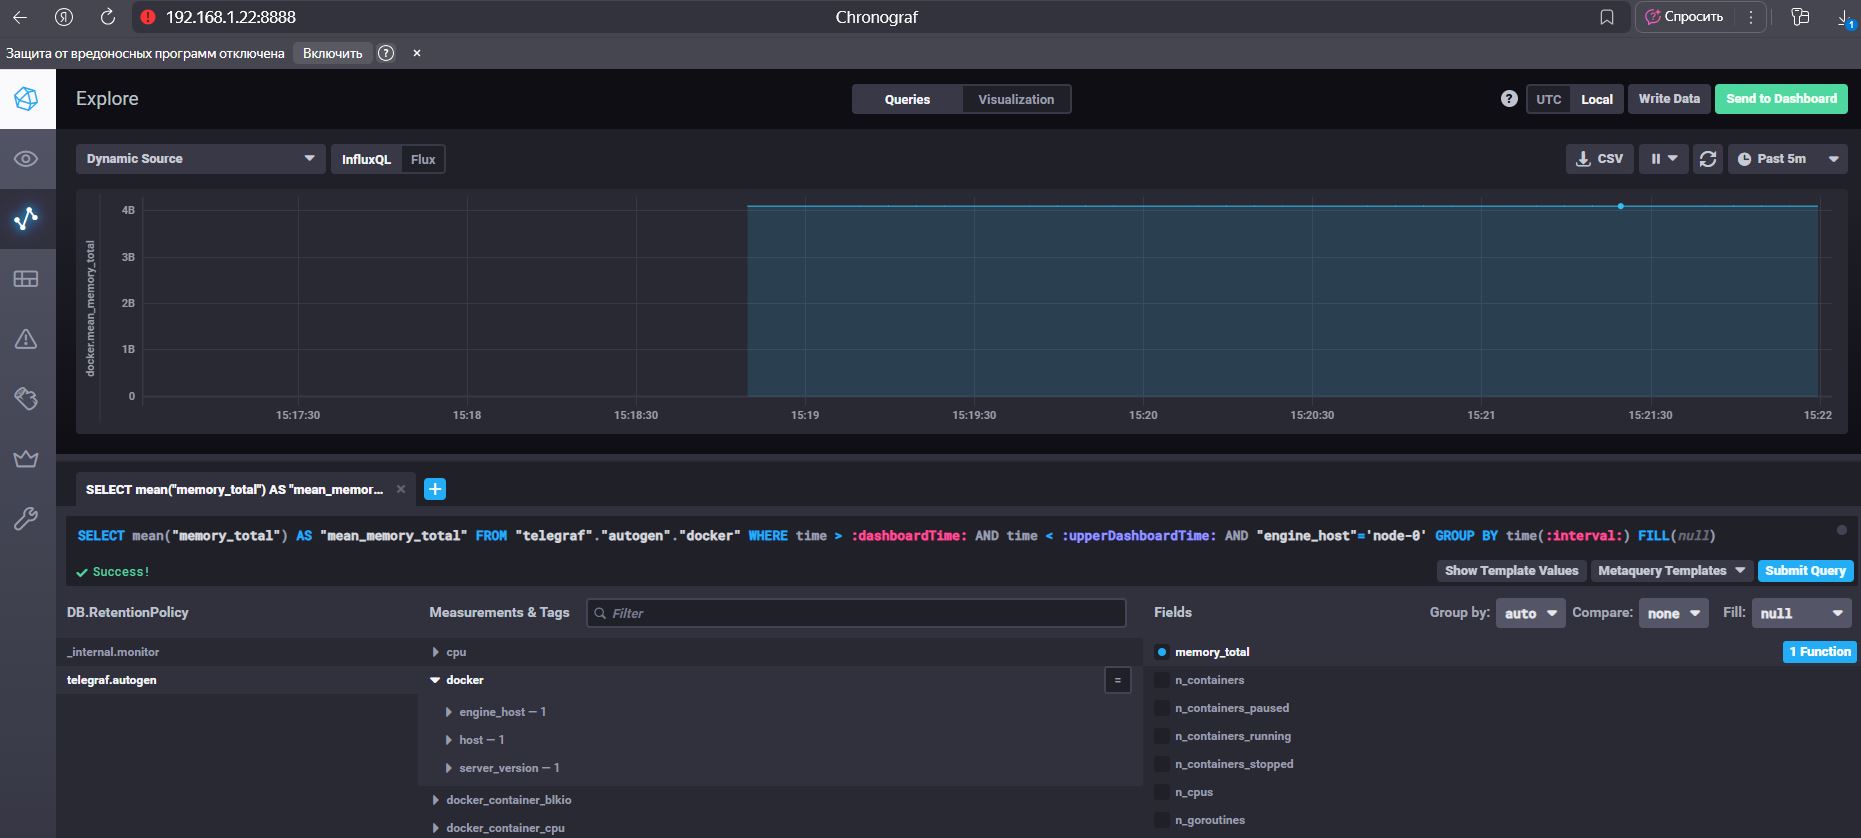 192.168.1.22:8888
Chronograf
Спросить
1
Защита от вредоносных программ отключена
Включить
?
Explore
Queries
Visualization
?
UTC
Local
Write Data
Send to Dashboard
Dynamic Source
InfluxQL
Flux
CSV
Past 5m
docker.mean_memory_total
4B
3B
2B
1B
0
15:17:30
15:18
15:18:30
15:19
15:19:30
15:20
15:20:30
15:21
15:21:30
15:22
SELECT mean("memory_total") AS "mean_memor...
SELECT mean("memory_total") AS "mean_memory_total" FROM "telegraf"."autogen"."docker" WHERE time > :dashboardTime: AND time < :upperDashboardTime: AND "engine_host"='node-0' GROUP BY time(:interval:) FILL(null)
Success!
Show Template Values
Metaquery Templates
Submit Query
DB.RetentionPolicy
Measurements & Tags
Filter
Fields
Group by:
auto
Compare:
none
Fill:
null
_internal.monitor
telegraf.autogen
cpu
docker
=
engine_host — 1
host — 1
server_version — 1
docker_container_blkio
docker_container_cpu
memory_total
1 Function
n_containers
n_containers_paused
n_containers_running
n_containers_stopped
n_cpus
n_goroutines